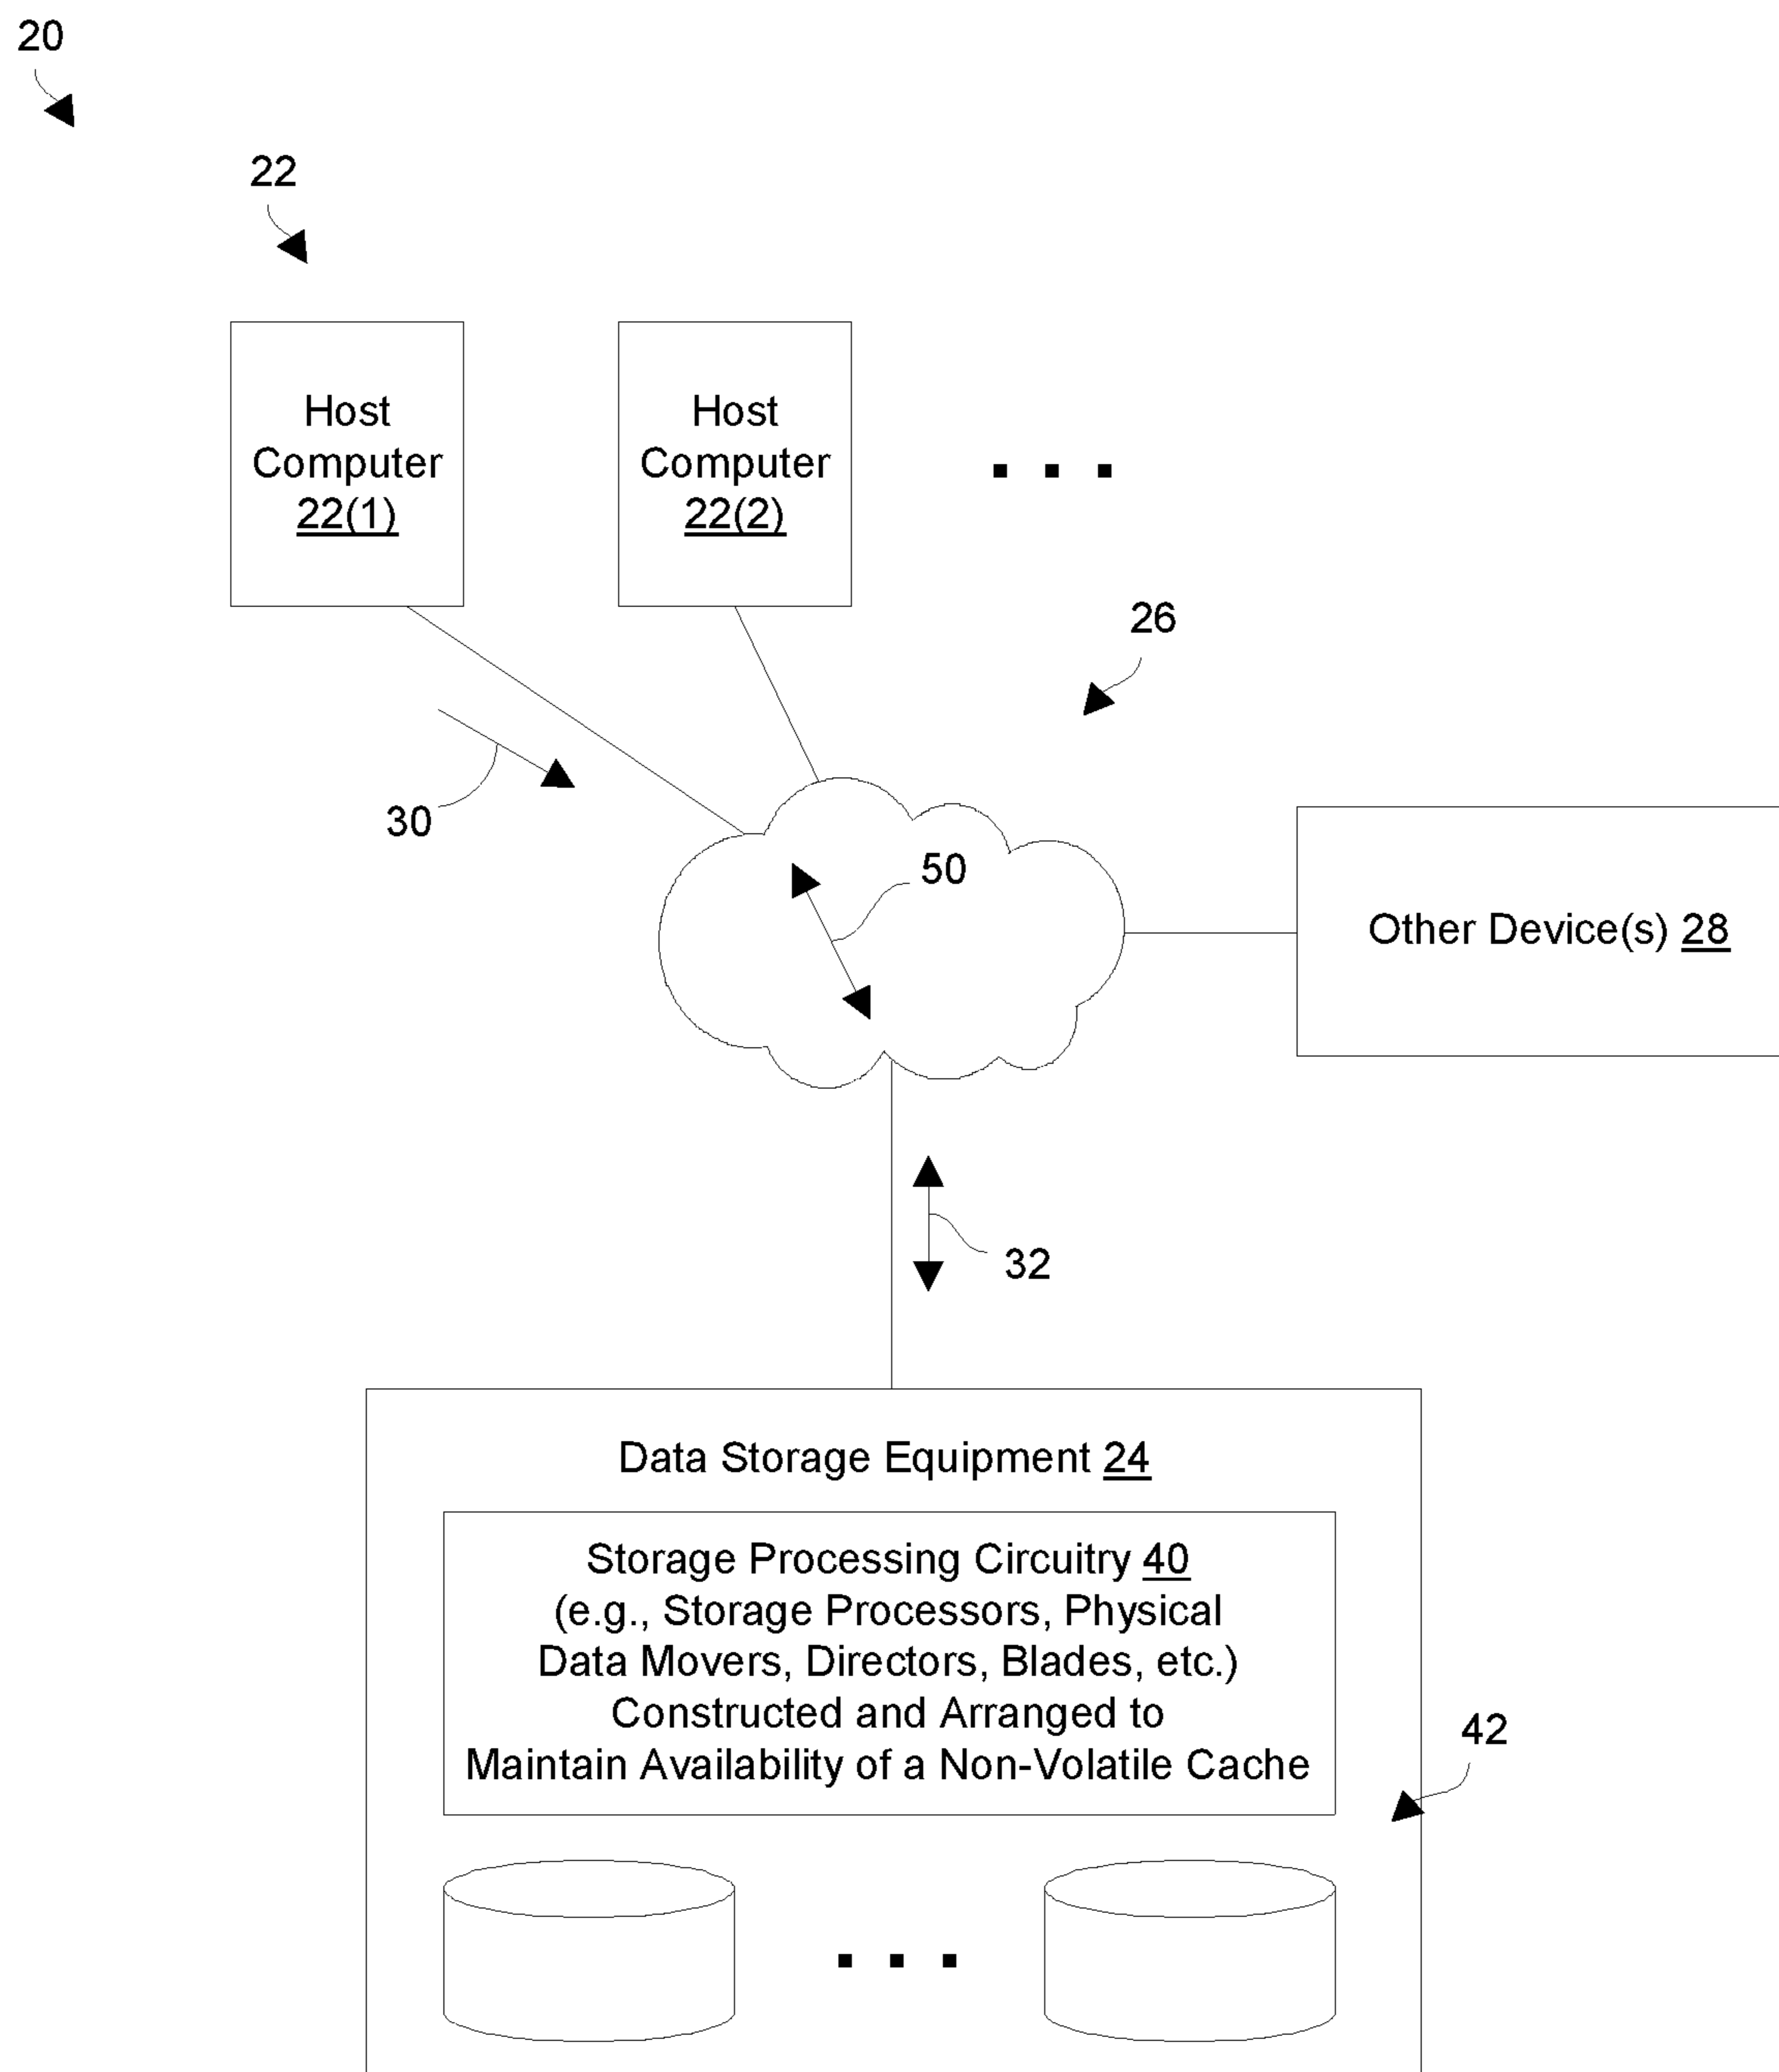 20
22
Host
Computer
22(1)
Host
Computer
22(2)
26
30
50
Other Device(s) 28
32
Data Storage Equipment 24
Storage Processing Circuitry 40
(e.g., Storage Processors, Physical
Data Movers, Directors, Blades, etc.)
Constructed and Arranged to
Maintain Availability of a Non-Volatile Cache
42